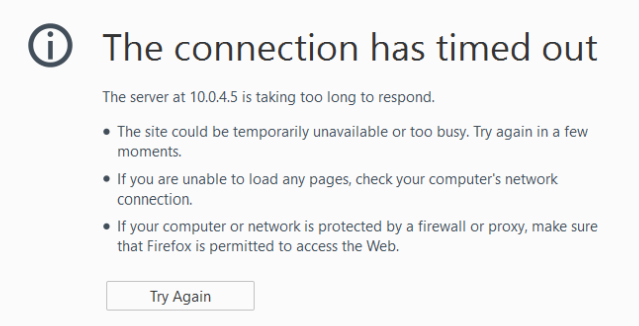 The connection has timed out
The server at 10.0.4.5 is taking too long to respond.
• The site could be temporarily unavailable or too busy. Try again in a few
moments.
• If you are unable to load any pages, check your computer's network
connection.
• If your computer or network is protected by a firewall or proxy, make sure
that Firefox is permitted to access the Web.
Try Again